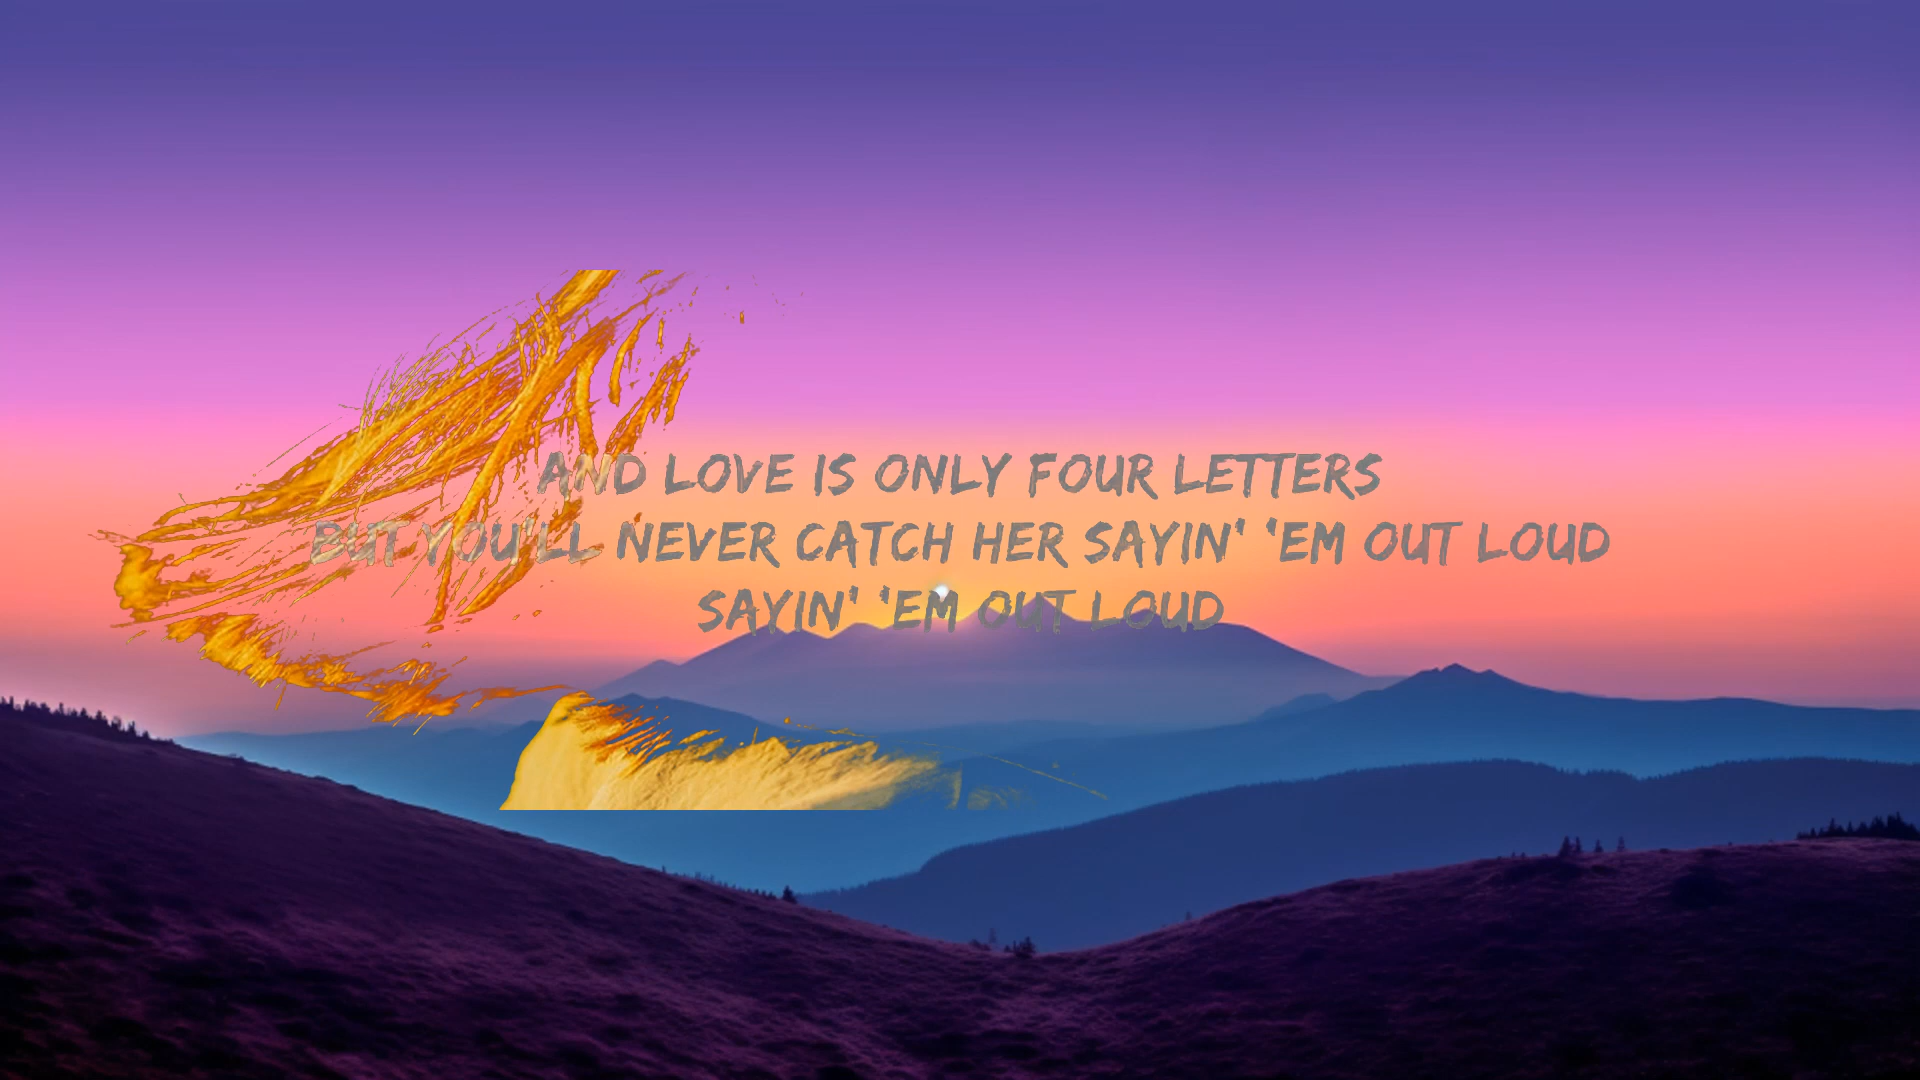 AND LOVE IS ONLY FOUR LETTERS
BUT YOU'LL NEVER CATCH HER SAYIN' 'EM OUT LOUD
SAYIN' 'EM OUT LOUD